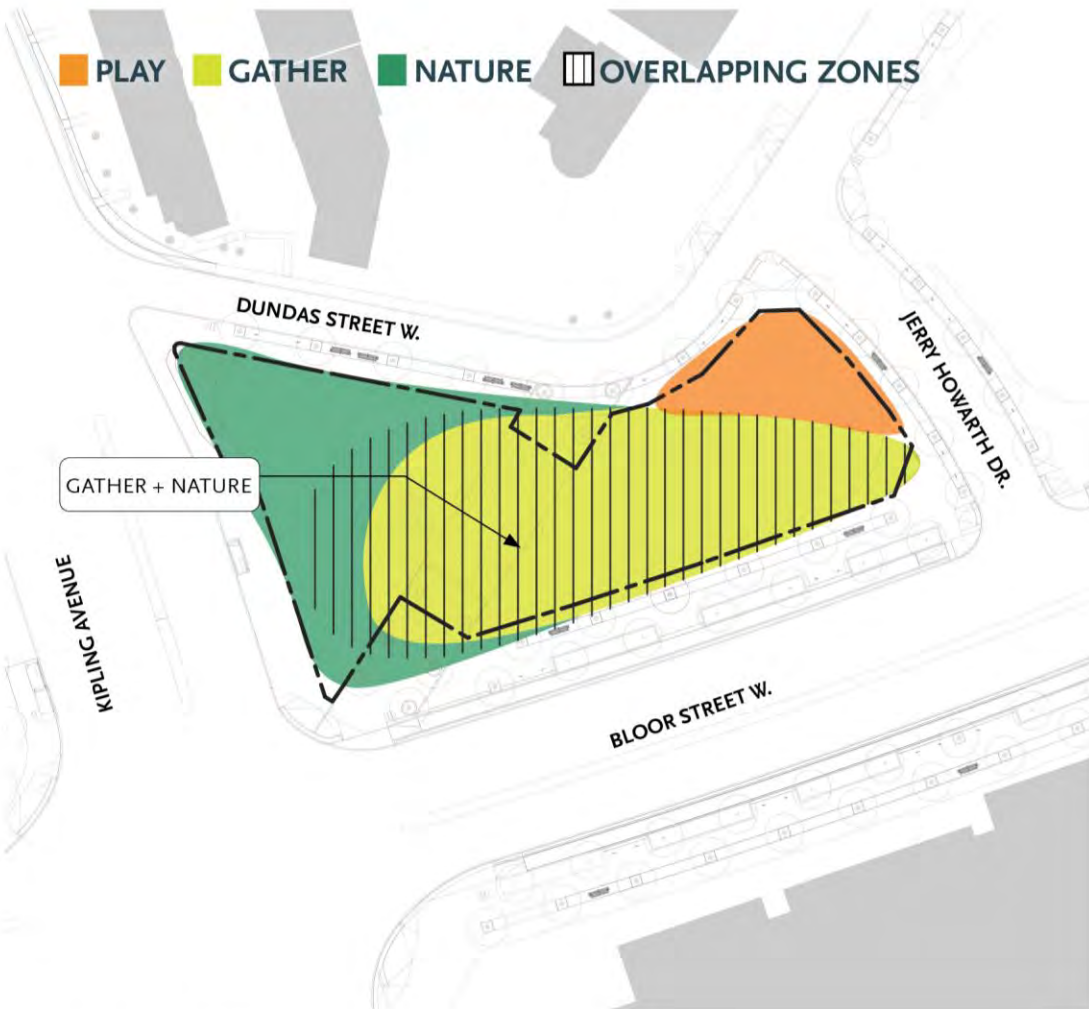 PLAY GATHER NATURE OVERLAPPING ZONES
DUNDAS STREET W.
JERRY HOWARTH DR.
GATHER + NATURE
KIPLING AVENUE
BLOOR STREET W.